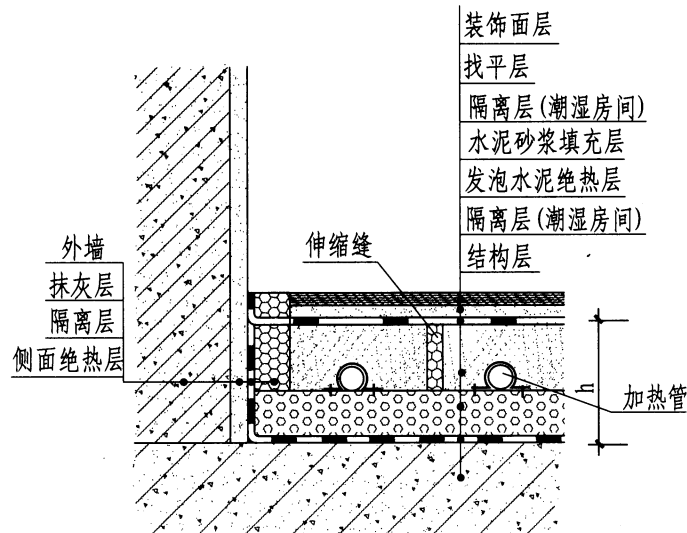 装饰面层
找平层
隔离层(潮湿房间)
水泥砂浆填充层
发泡水泥绝热层
隔离层(潮湿房间)
结构层
伸缩缝
外墙
抹灰层
隔离层
侧面绝热层
h
加热管